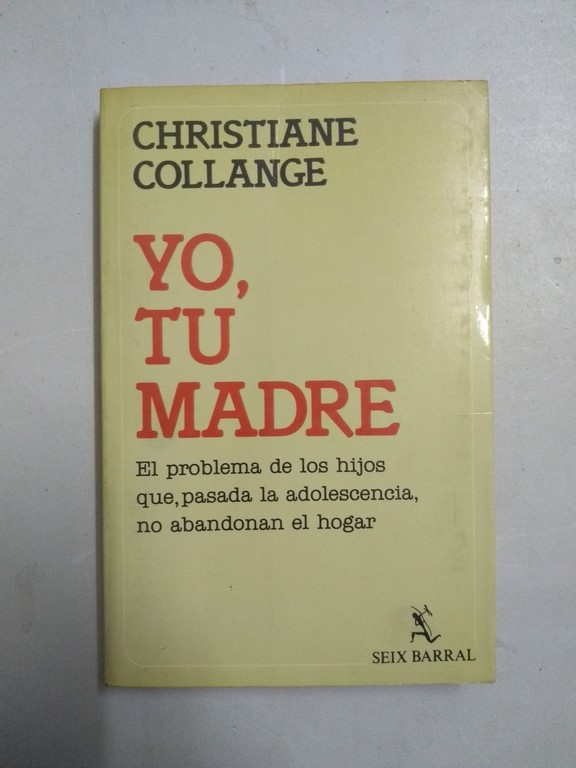 CHRISTIANE
COLLANGE
YO,
TU
MADRE
El problema de los hijos
que, pasada la adolescencia,
no abandonan el hogar
SEIX BARRAL